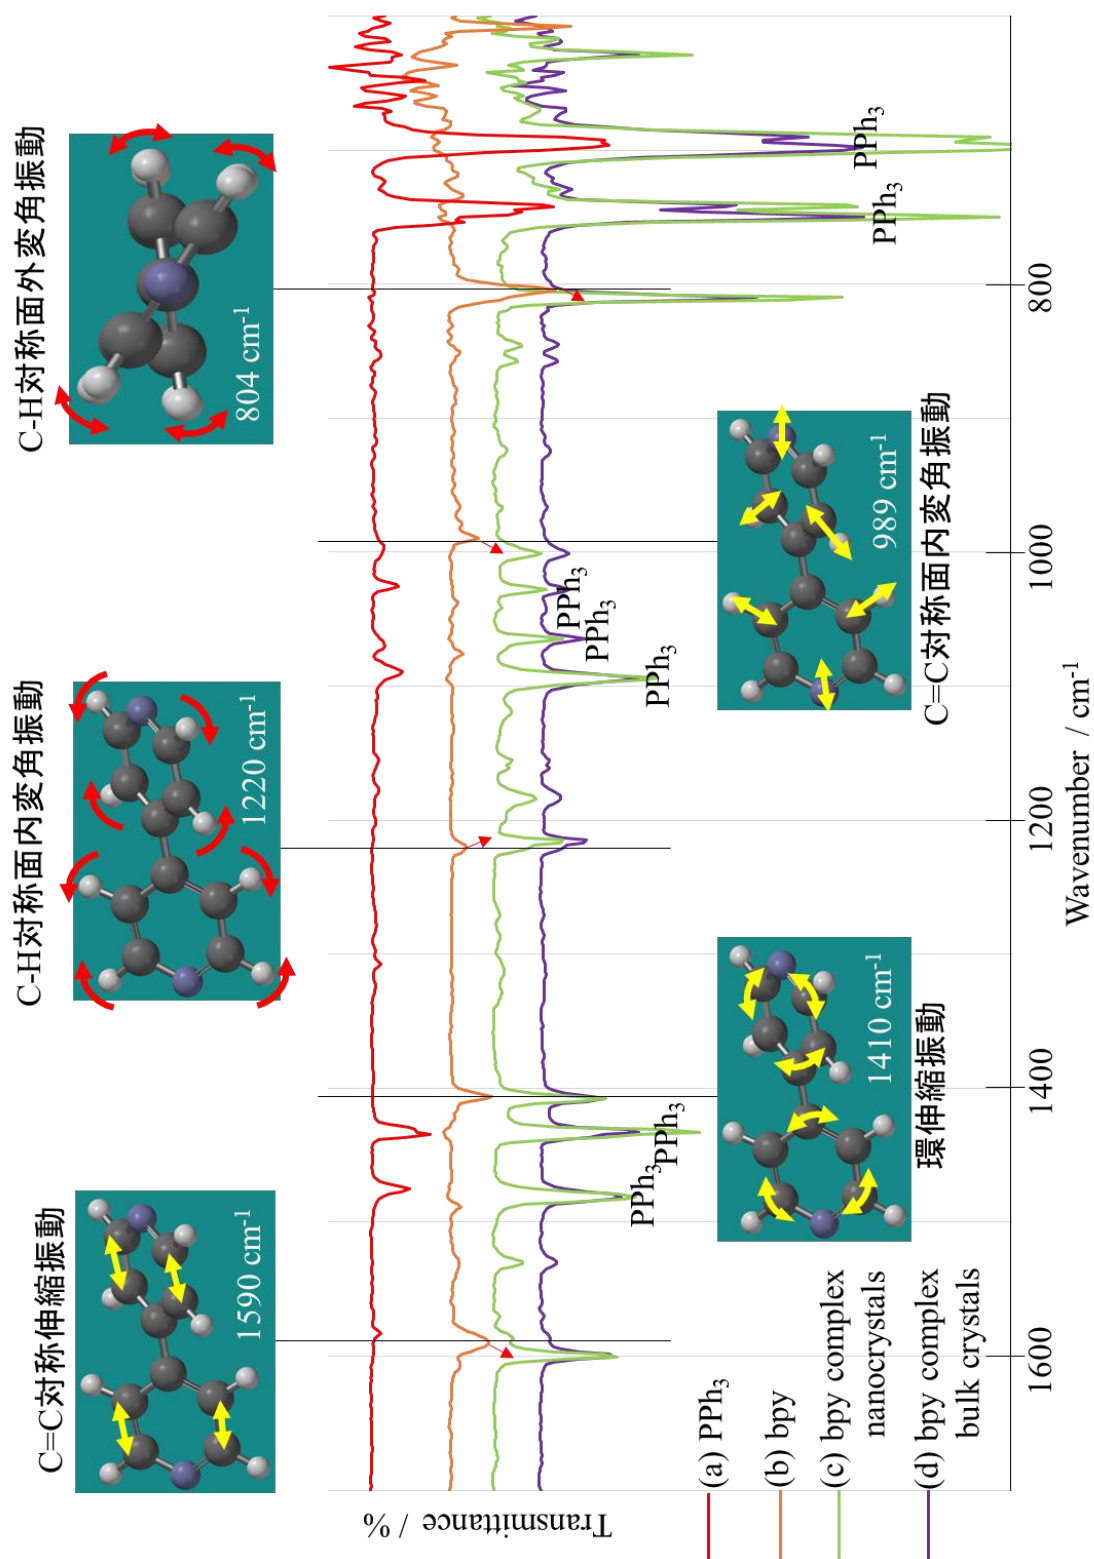 C=C対称伸縮振動
1590 cm-1
C-H対称面内変角振動
1220 cm-1
C-H対称面外変角振動
804 cm-1
Transmittance / %
PPh3
PPh3
PPh3
PPh3
PPh3
PPh3
PPh3
1410 cm-1
環伸縮振動
989 cm-1
C=C対称面内変角振動
(a) PPh3
(b) bpy
(c) bpy complex
nanocrystals
(d) bpy complex
bulk crystals
1600
1400
1200
1000
800
Wavenumber / cm-1